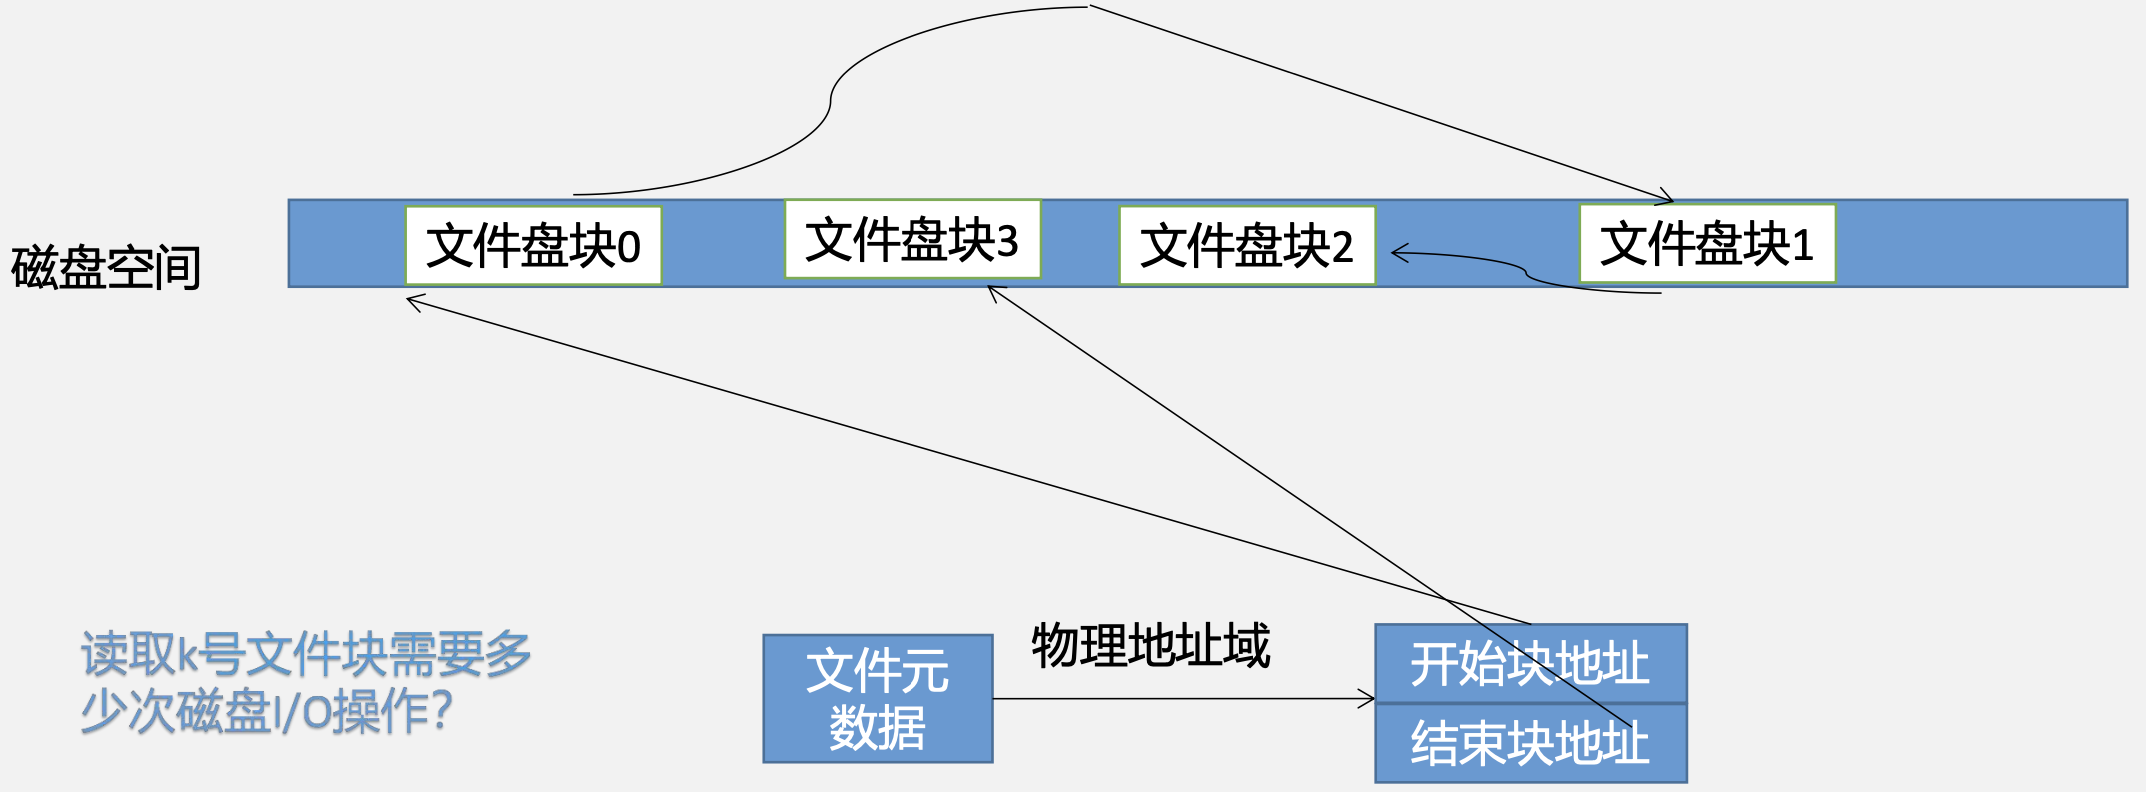 磁盘空间
文件盘块0
文件盘块3
文件盘块2
文件盘块1
读取k号文件块需要多
少次磁盘I/O操作？
文件元
数据
物理地址域
开始块地址
结束块地址